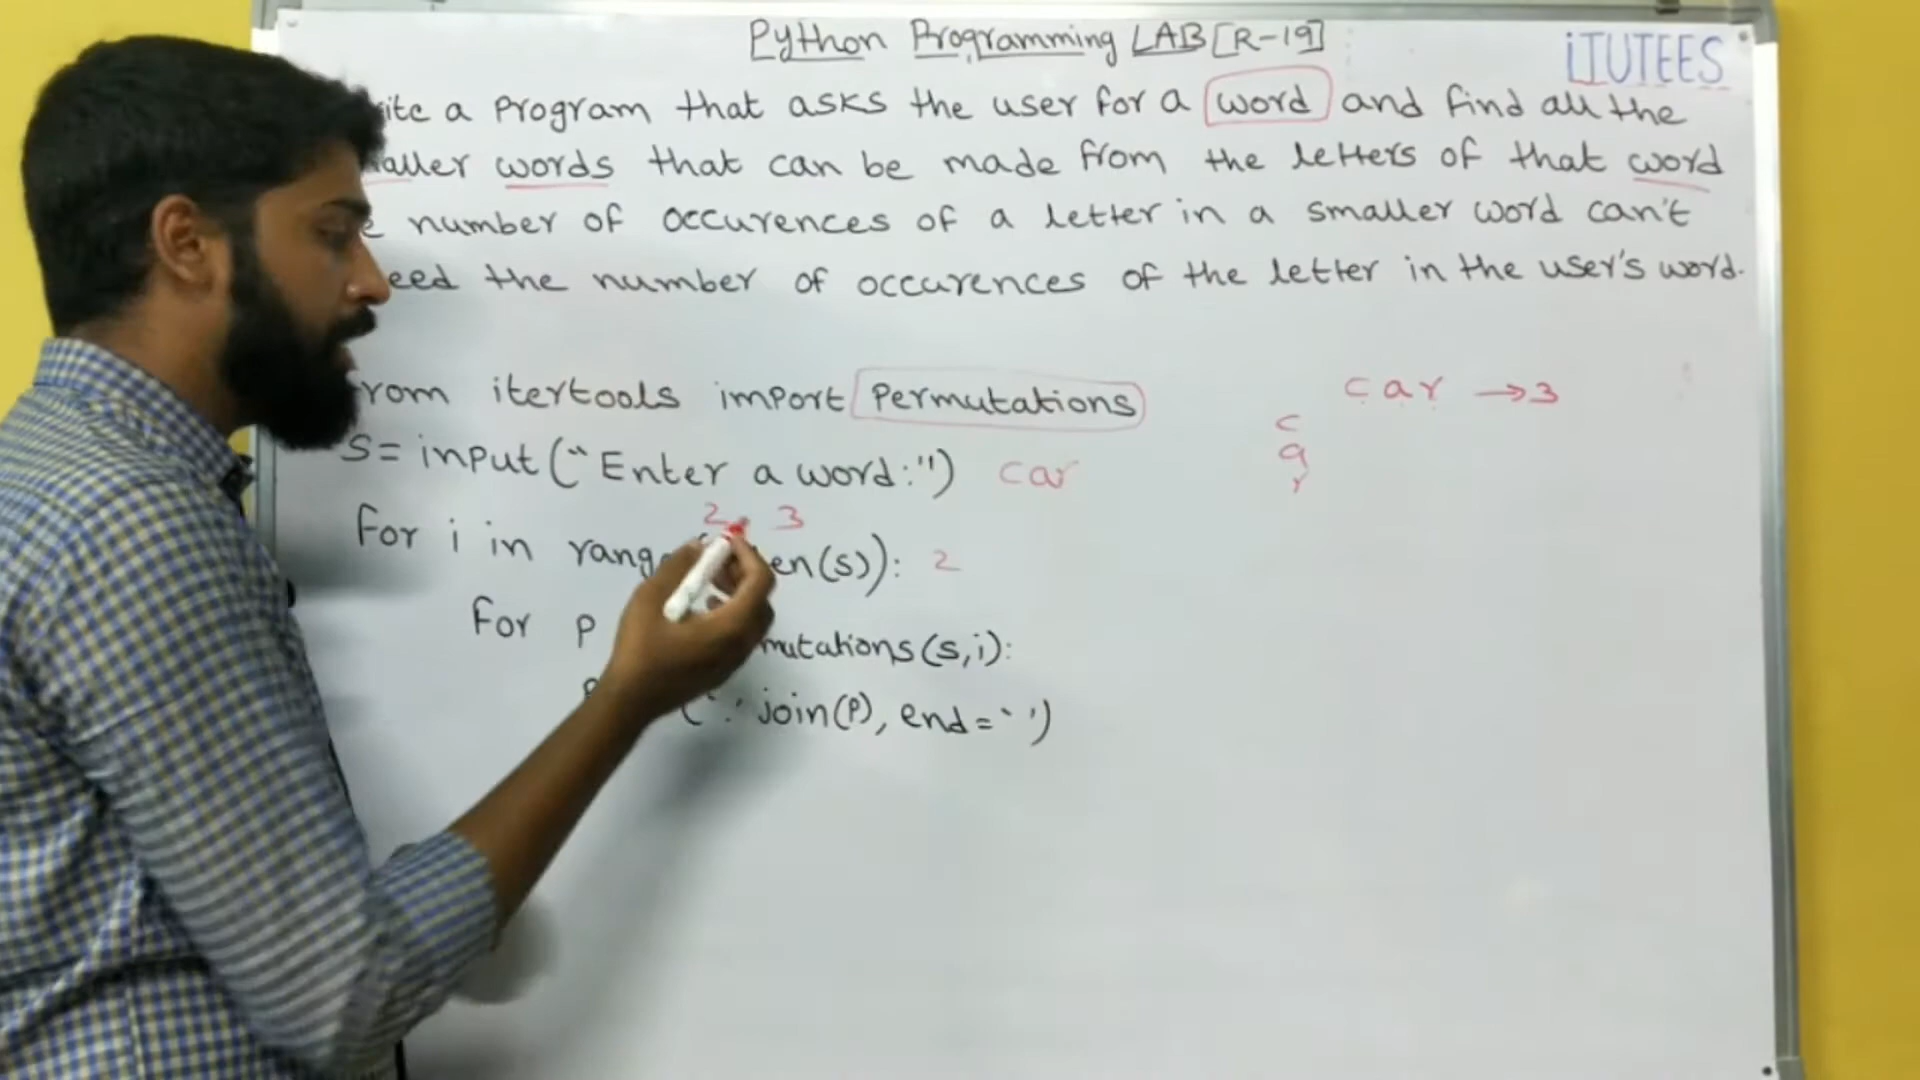 Python Programming LAB [R-19]
iTUTEES
ite a program that asks the user for a word and find all the
aller words that can be made from the letters of that word
e number of occurences of a letter in a smaller word can't
eed the number of occurences of the letter in the user's word.
rom itertools import Permutations
car → 3
c
a
r
S= input("Enter a word:") car
2, 3
for i in rang en(s)): 2
for p mutations(s,i):
join(p), end=' ')